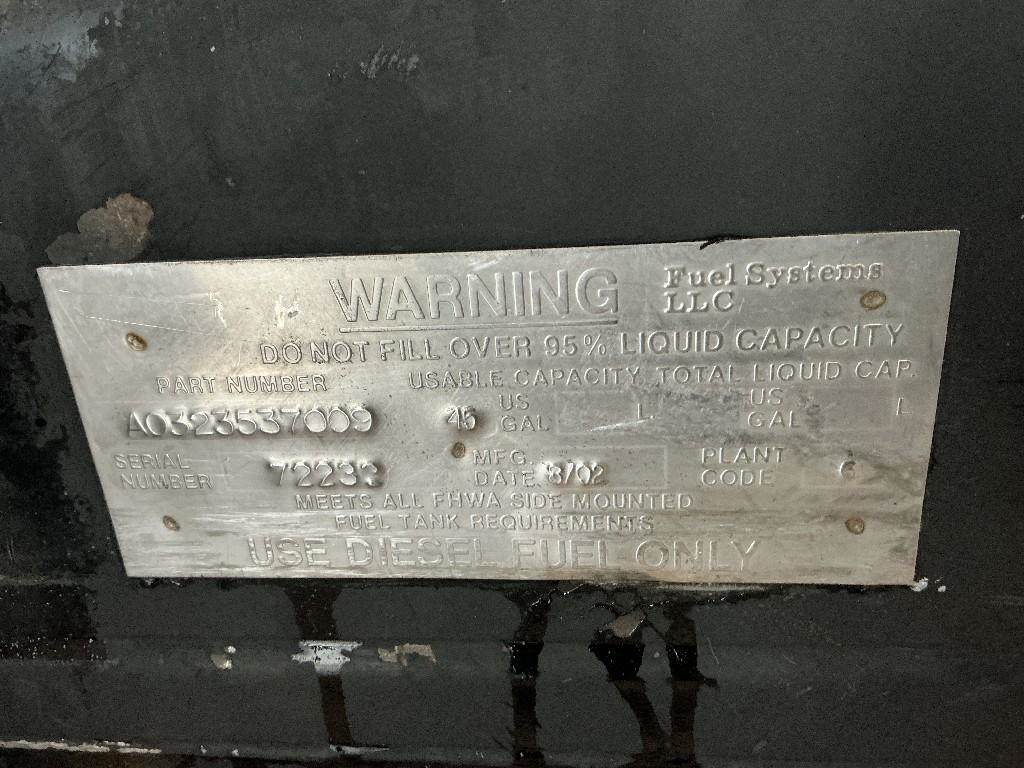 WARNING Fuel Systems LLC
DO NOT FILL OVER 95% LIQUID CAPACITY
PART NUMBER USABLE CAPACITY TOTAL LIQUID CAP.
A0323537009 45 US GAL L US GAL L
SERIAL NUMBER 72233 MFG. DATE 8/02 PLANT CODE
MEETS ALL FHWA SIDE MOUNTED
FUEL TANK REQUIREMENTS
USE DIESEL FUEL ONLY